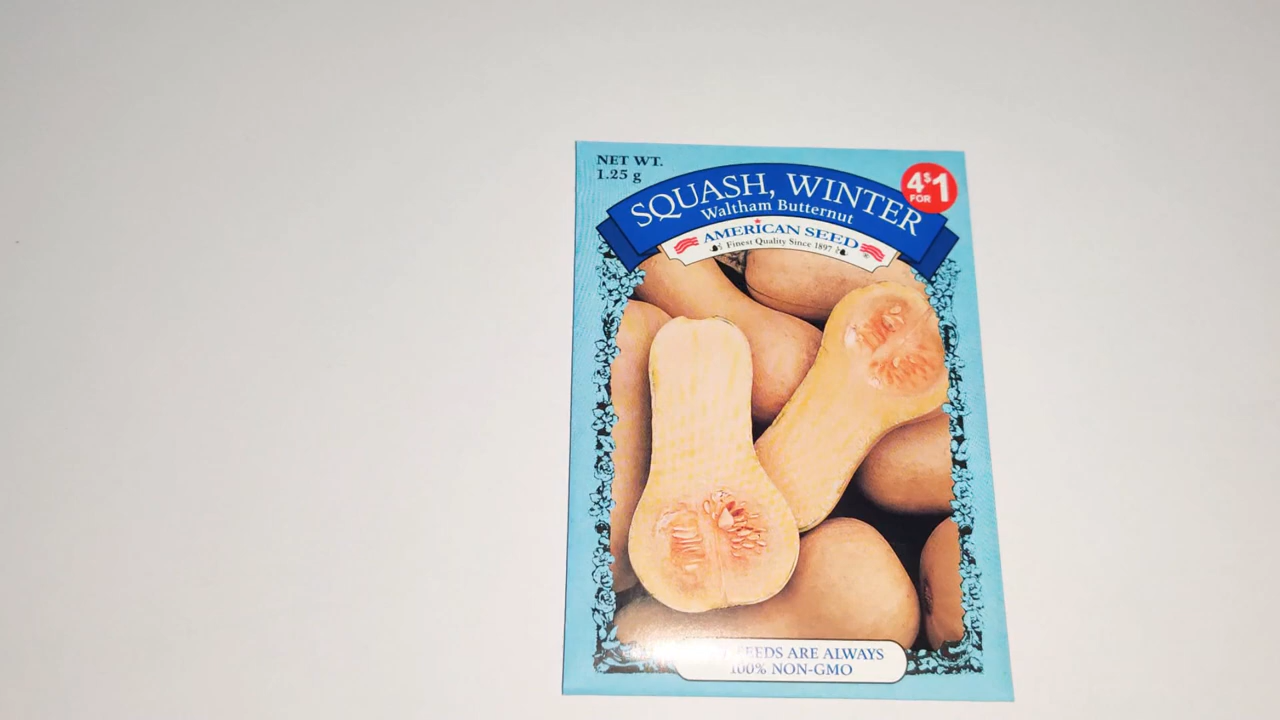 NET WT.
1.25 g
4 $1
FOR
SQUASH, WINTER
Waltham Butternut
AMERICAN SEED
Finest Quality Since 1897
SEEDS ARE ALWAYS
100% NON-GMO